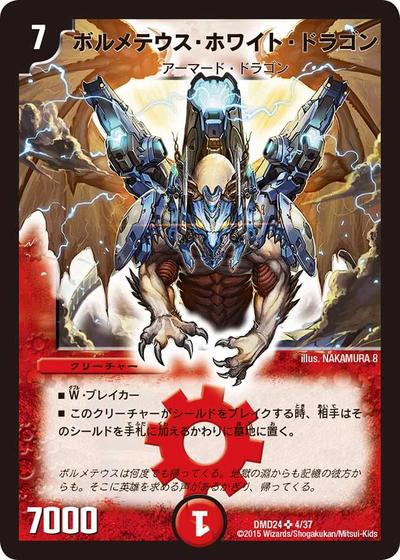 7
ボルメテウス・ホワイト・ドラゴン
アーマード・ドラゴン
illus. NAKAMURA 8
クリーチャー
■W・ブレイカー
■このクリーチャーがシールドをブレイクする時、相手はそ
のシールドを手札に加えるかわりに墓地に置く。
ボルメテウスは何度でも帰ってくる。地獄の淵からも記憶の彼方か
らも。そこに英雄を求める声があるかぎり、帰ってくる。
7000
1
DMD24 4/37
©2015 Wizards/Shogakukan/Mitsui-Kids